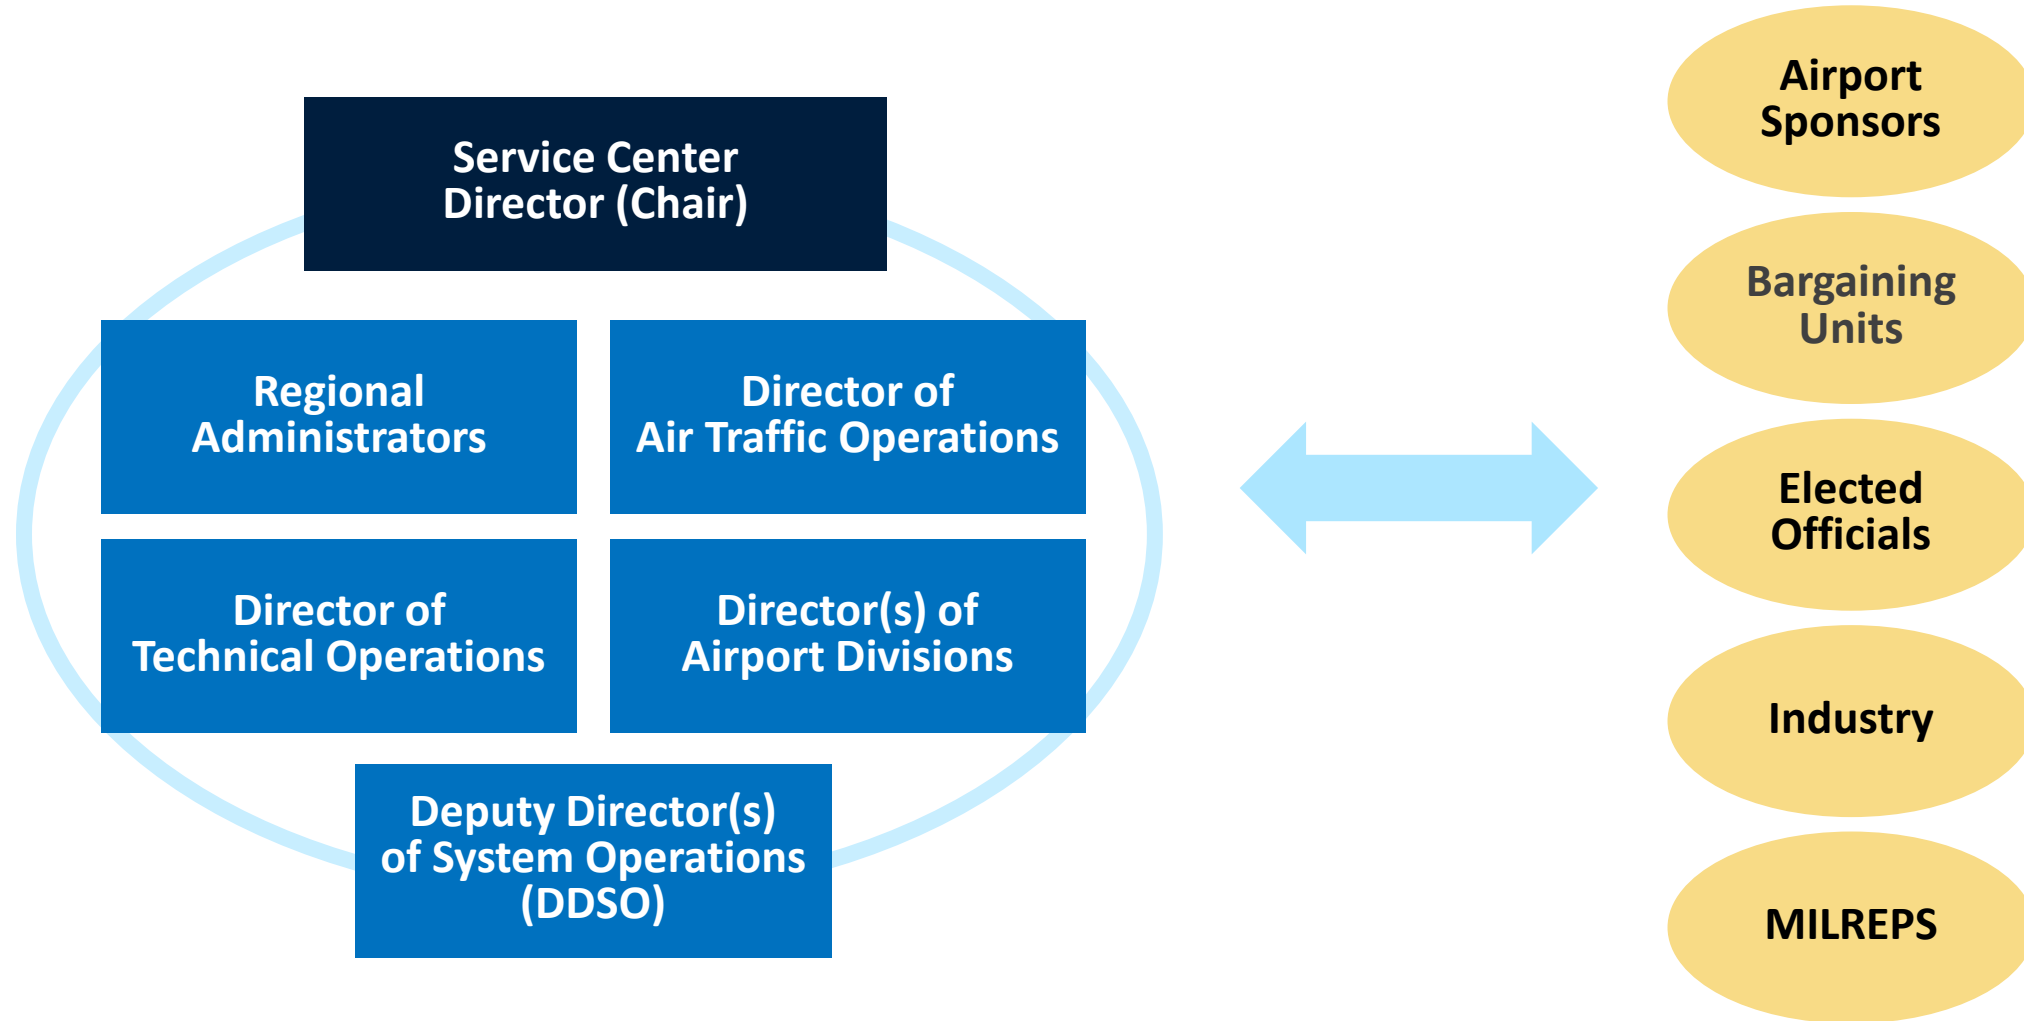 Service Center
Director (Chair)
Regional
Administrators
Director of
Air Traffic Operations
Director of
Technical Operations
Director(s) of
Airport Divisions
Deputy Director(s)
of System Operations
(DDSO)
Airport
Sponsors
Bargaining
Units
Elected
Officials
Industry
MILREPS